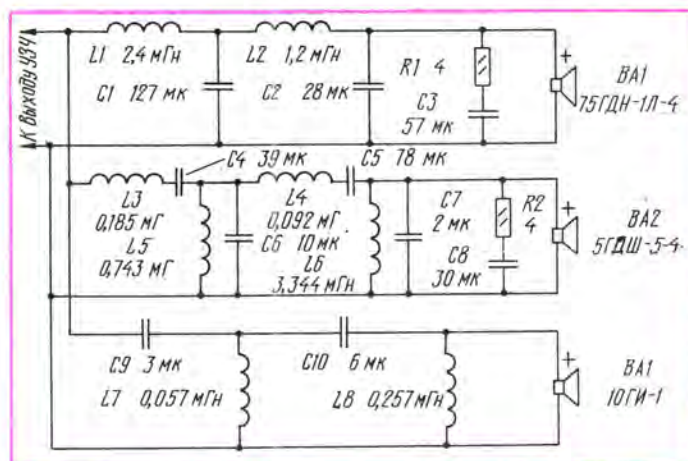 К Выходу УЗЧ
L1 2,4 мГн
L2 1,2 мГн
C1 127 мк
C2 28 мк
R1 4
C3
57 мк
+
ВА1
75ГДН-1Л-4
C4 39 мк
C5 78 мк
L3
0,185 мГ
L5
0,743 мГ
L4
0,092 мГ
C6 10 мк
L6
3,344 мГн
C7
2 мк
R2
4
C8
30 мк
+
ВА2
5ГДШ-5-4
C9 3 мк
L7 0,057 мГн
C10 6 мк
L8 0,257 мГн
+
ВА1
10ГИ-1